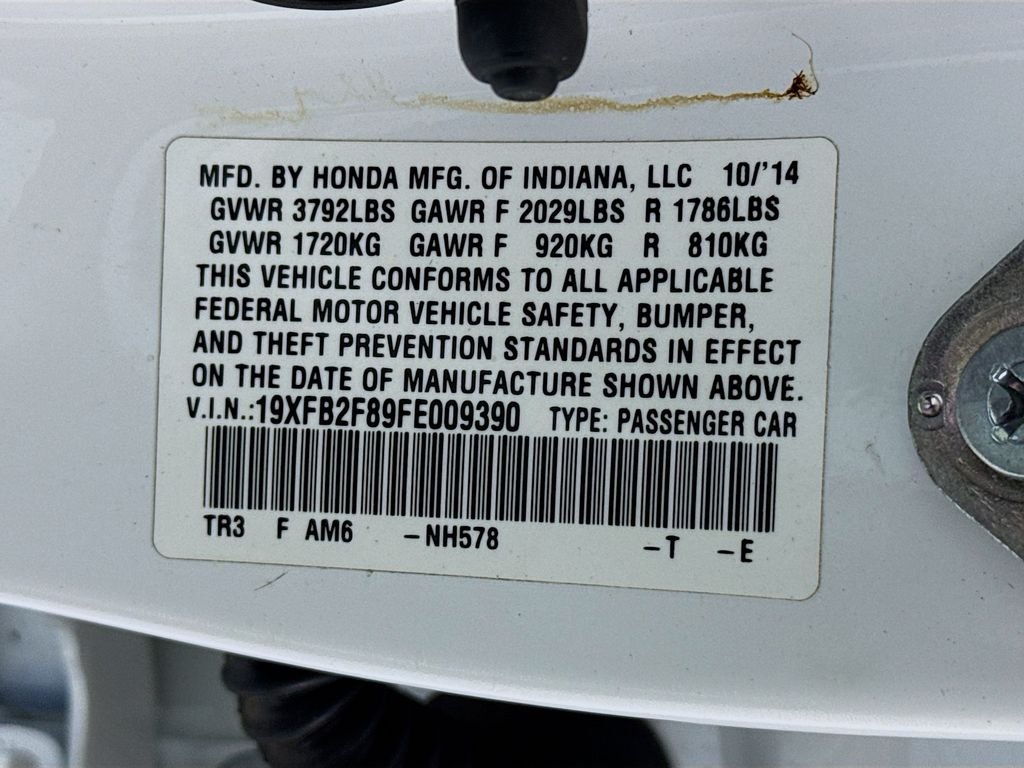 MFD. BY HONDA MFG. OF INDIANA, LLC 10/'14
GVWR 3792LBS GAWR F 2029LBS R 1786LBS
GVWR 1720KG GAWR F 920KG R 810KG
THIS VEHICLE CONFORMS TO ALL APPLICABLE
FEDERAL MOTOR VEHICLE SAFETY, BUMPER,
AND THEFT PREVENTION STANDARDS IN EFFECT
ON THE DATE OF MANUFACTURE SHOWN ABOVE.
V.I.N.:19XFB2F89FE009390 TYPE: PASSENGER CAR
TR3 F AM6 -NH578 -T -E